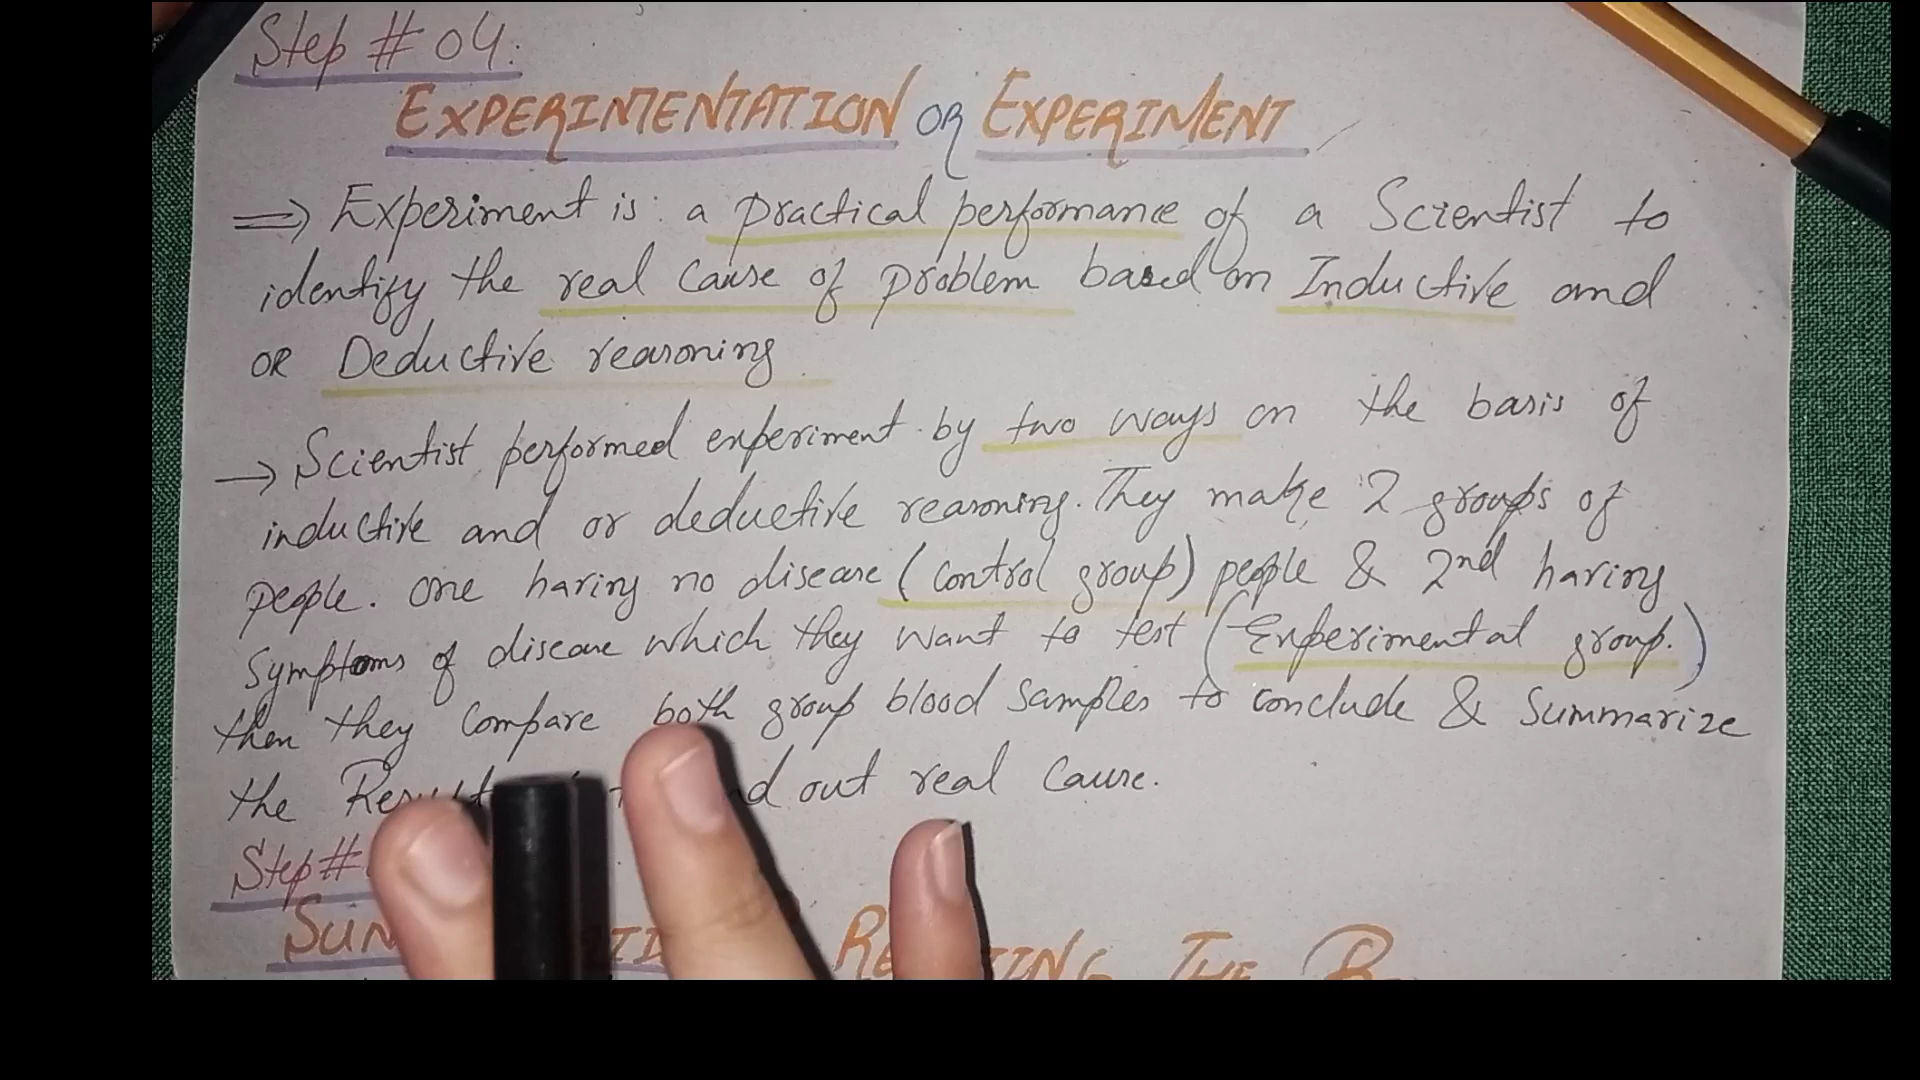 Step # 04:
EXPERIMENTATION OR EXPERIMENT
⇒ Experiment is: a practical performance of a Scientist to
identify the real cause of problem based on Inductive and
OR Deductive reasoning
→ Scientist performed experiment by two ways on the basis of
inductive and or deductive reasoning. They make 2 groups of
people. one having no disease (control group) people & 2nd having
Symptoms of disease which they want to test (Experimental group.)
then they compare both group blood samples to conclude & Summarize
the out real cause.
Step #
THE